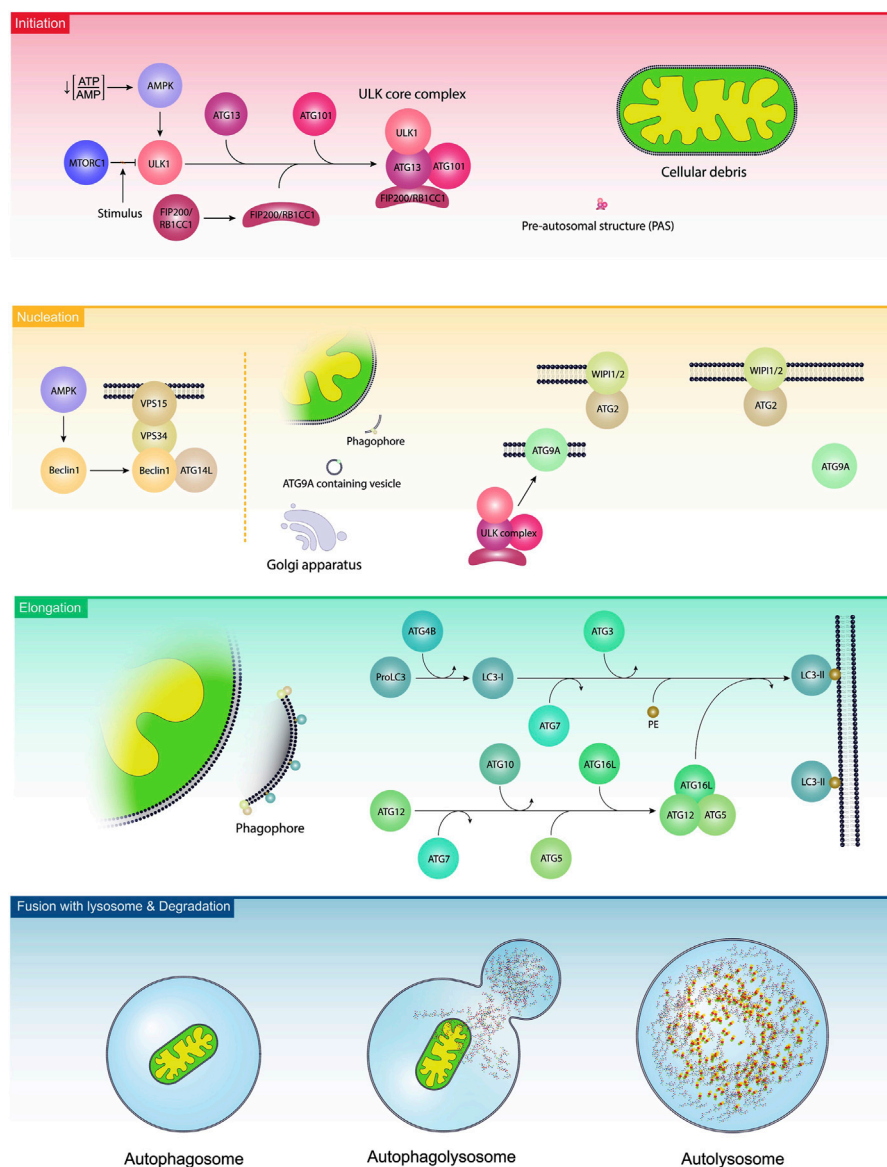 Initiation
↓[ATP/AMP]
AMPK
ATG13
ATG101
ULK core complex
ULK1
MTORC1
ULK1
ATG13
ATG101
FIP200/RB1CC1
Stimulus
FIP200/
RB1CC1
FIP200/RB1CC1
Cellular debris
Pre-autosomal structure (PAS)
Nucleation
AMPK
VPS15
VPS34
Beclin1
Beclin1
ATG14L
Phagophore
ATG9A containing vesicle
Golgi apparatus
WIPI1/2
ATG2
ATG9A
ULK complex
WIPI1/2
ATG2
ATG9A
Elongation
Phagophore
ATG4B
ATG3
ProLC3
LC3-I
LC3-II
ATG7
PE
ATG10
ATG16L
ATG16L
LC3-II
ATG12
ATG12
ATG5
ATG7
ATG5
Fusion with lysosome & Degradation
Autophagosome
Autophagolysosome
Autolysosome